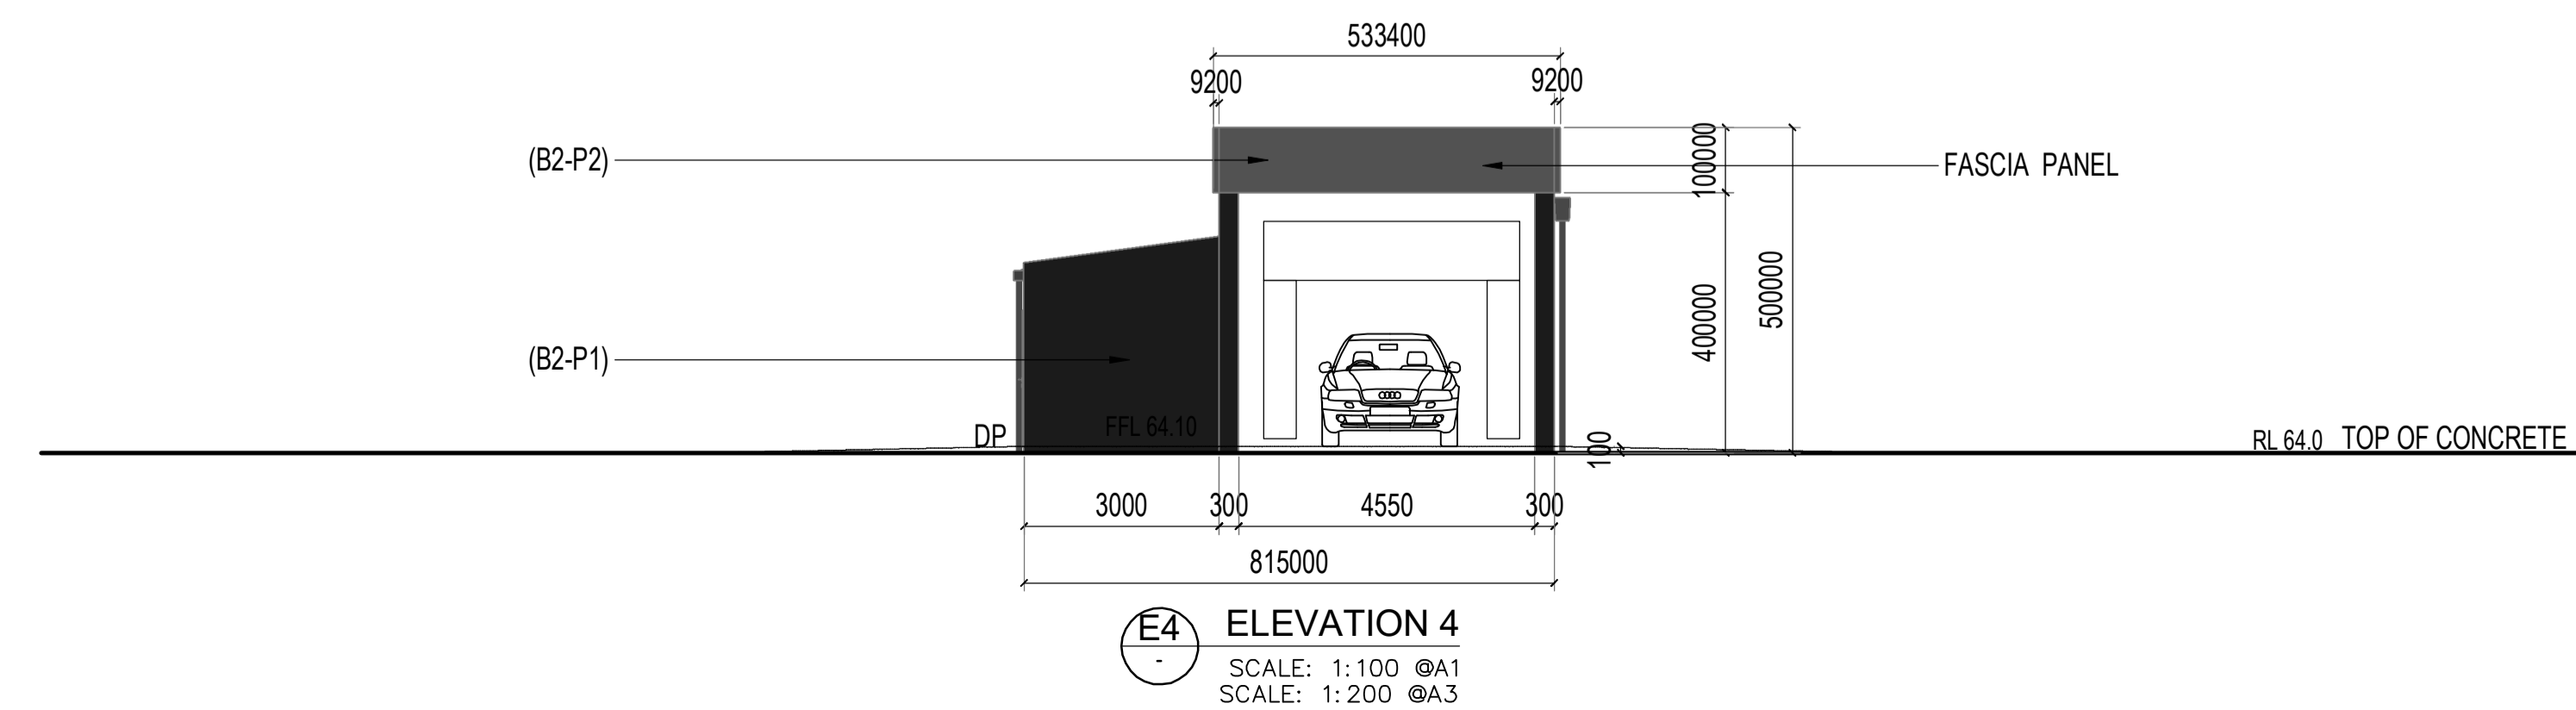 533400
9200
9200
(B2-P2)
FASCIA PANEL
100000
400000
500000
(B2-P1)
DP
FFL 64.10
100
RL 64.0 TOP OF CONCRETE
3000
300
4550
300
815000
E4
-
ELEVATION 4
SCALE: 1:100 @A1
SCALE: 1:200 @A3